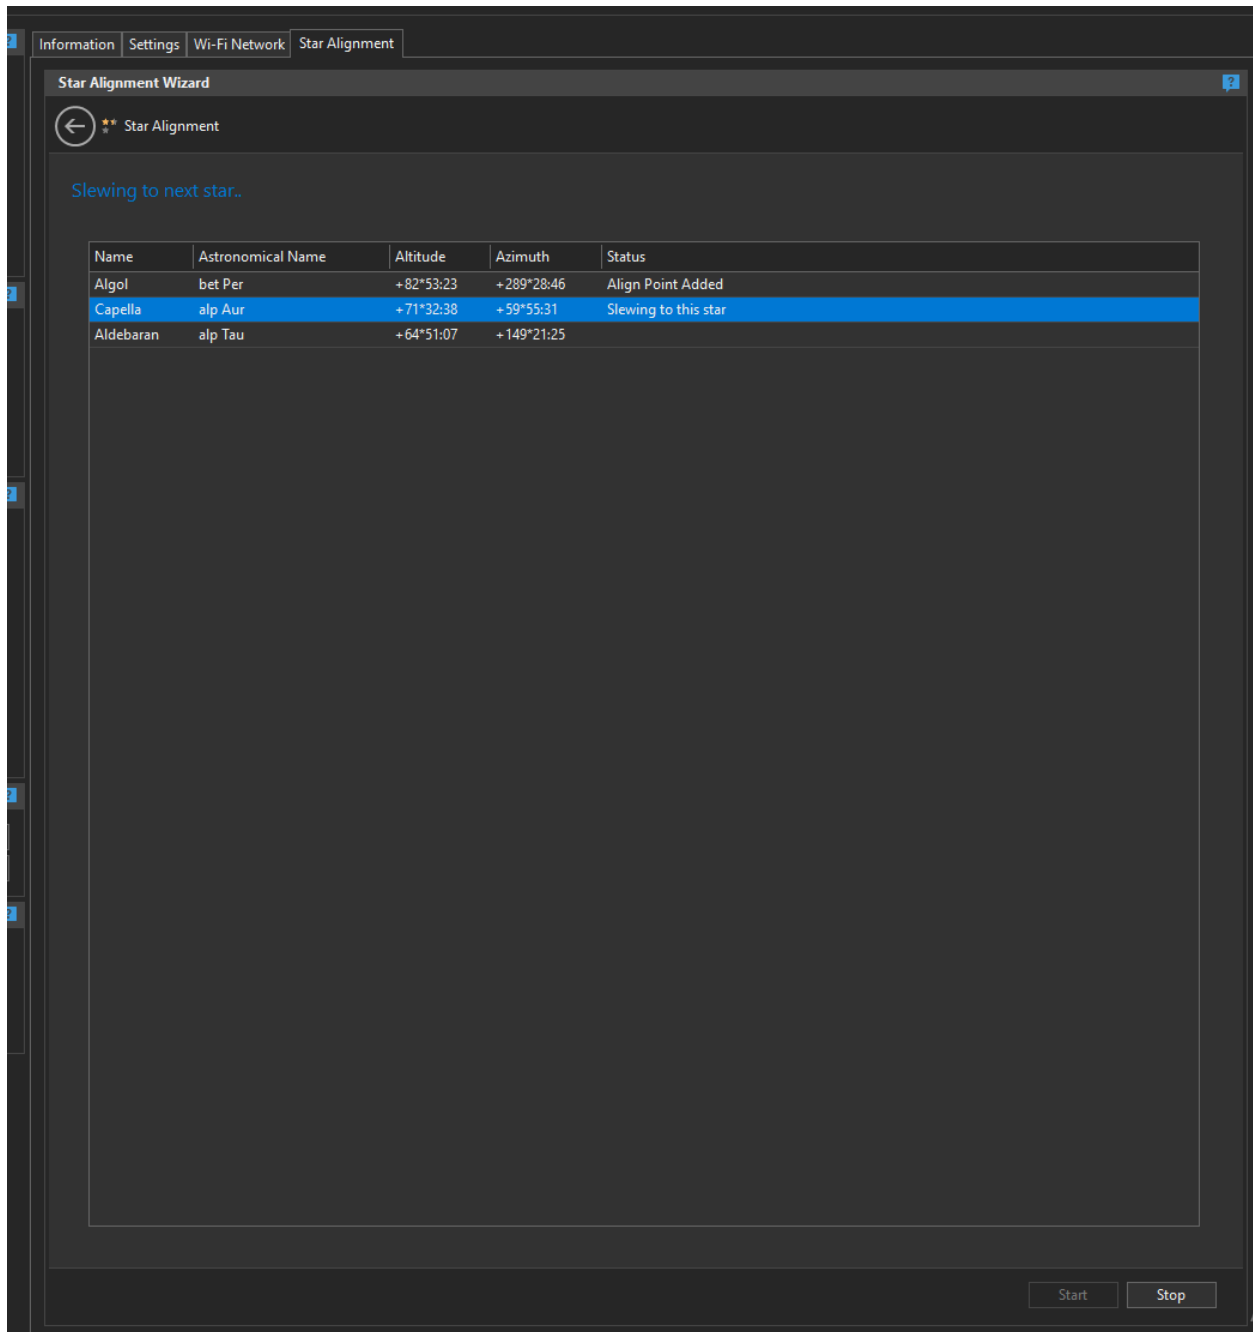 Information Settings Wi-Fi Network Star Alignment
Star Alignment Wizard
Star Alignment
Slewing to next star..
Name Astronomical Name Altitude Azimuth Status
Algol bet Per +82*53:23 +289*28:46 Align Point Added
Capella alp Aur +71*32:38 +59*55:31 Slewing to this star
Aldebaran alp Tau +64*51:07 +149*21:25
Start Stop